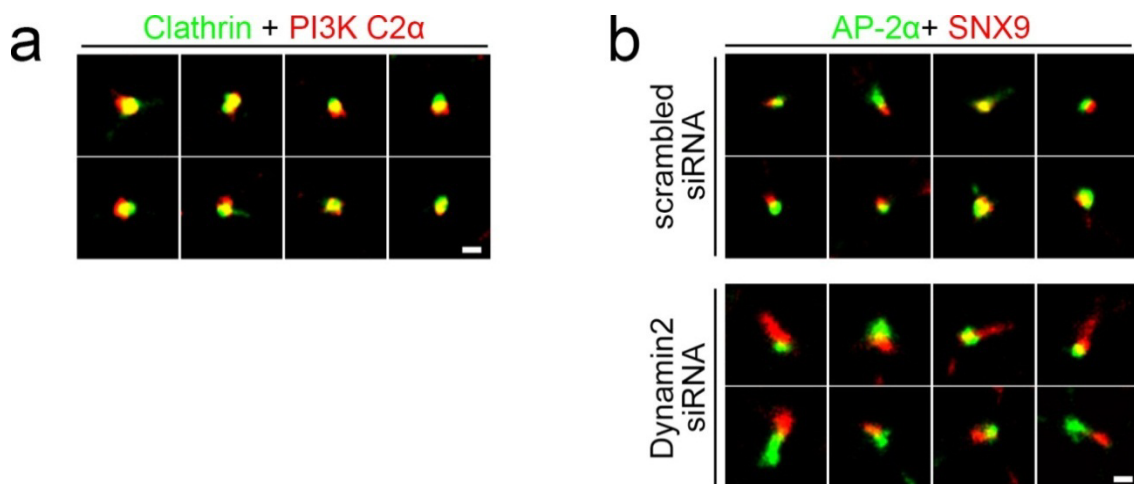 a
Clathrin + PI3K C2α
b
AP-2α+ SNX9
scrambled
siRNA
Dynamin2
siRNA